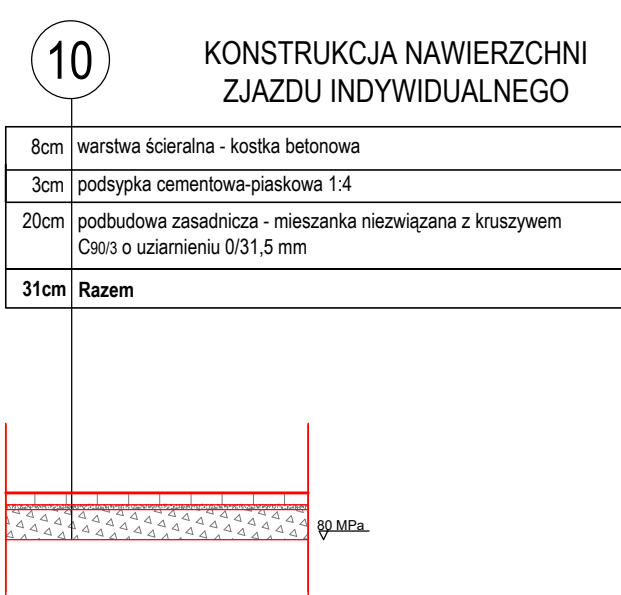 10
KONSTRUKCJA NAWIERZCHNI
ZJAZDU INDYWIDUALNEGO
8cm warstwa ścieralna - kostka betonowa
3cm podsypka cementowa-piaskowa 1:4
20cm podbudowa zasadnicza - mieszanka niezwiązana z kruszywem
C90/3 o uziarnieniu 0/31,5 mm
31cm Razem
80 MPa